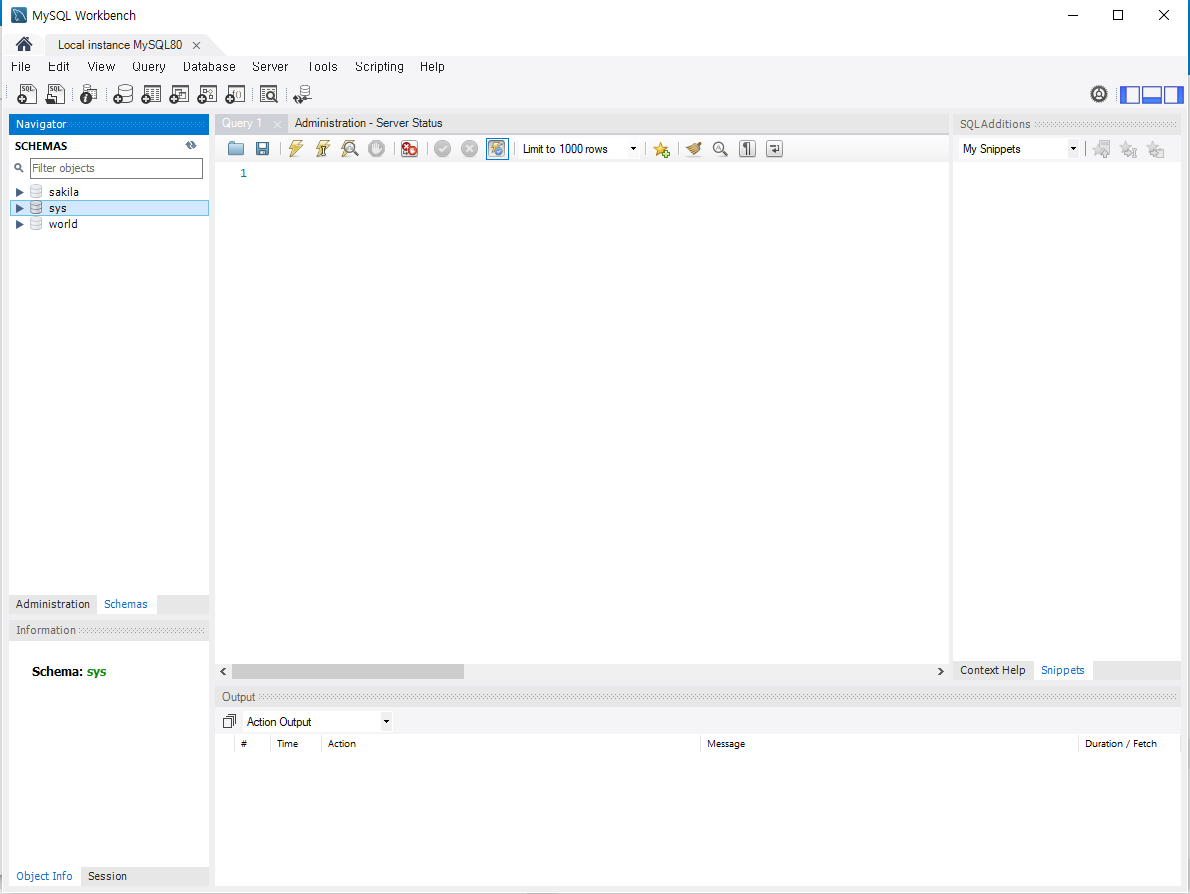 MySQL Workbench
Local instance MySQL80
File Edit View Query Database Server Tools Scripting Help
SQL SQL
Navigator
SCHEMAS
Filter objects
sakila
sys
world
Administration Schemas
Information
Schema: sys
Object Info Session
Query 1 Administration - Server Status
Limit to 1000 rows
1
SQLAdditions
My Snippets
Context Help Snippets
Output
Action Output
# Time Action Message Duration / Fetch